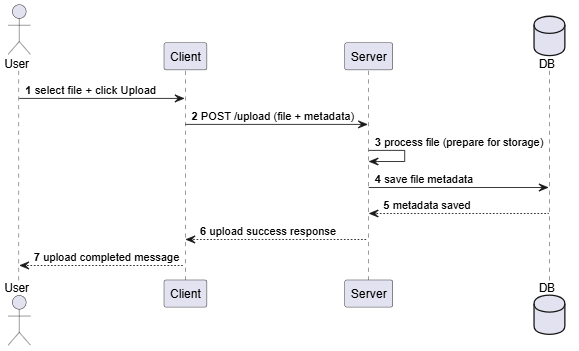 User
Client
Server
DB
1 select file + click Upload
2 POST /upload (file + metadata)
3 process file (prepare for storage)
4 save file metadata
5 metadata saved
6 upload success response
7 upload completed message
User
Client
Server
DB